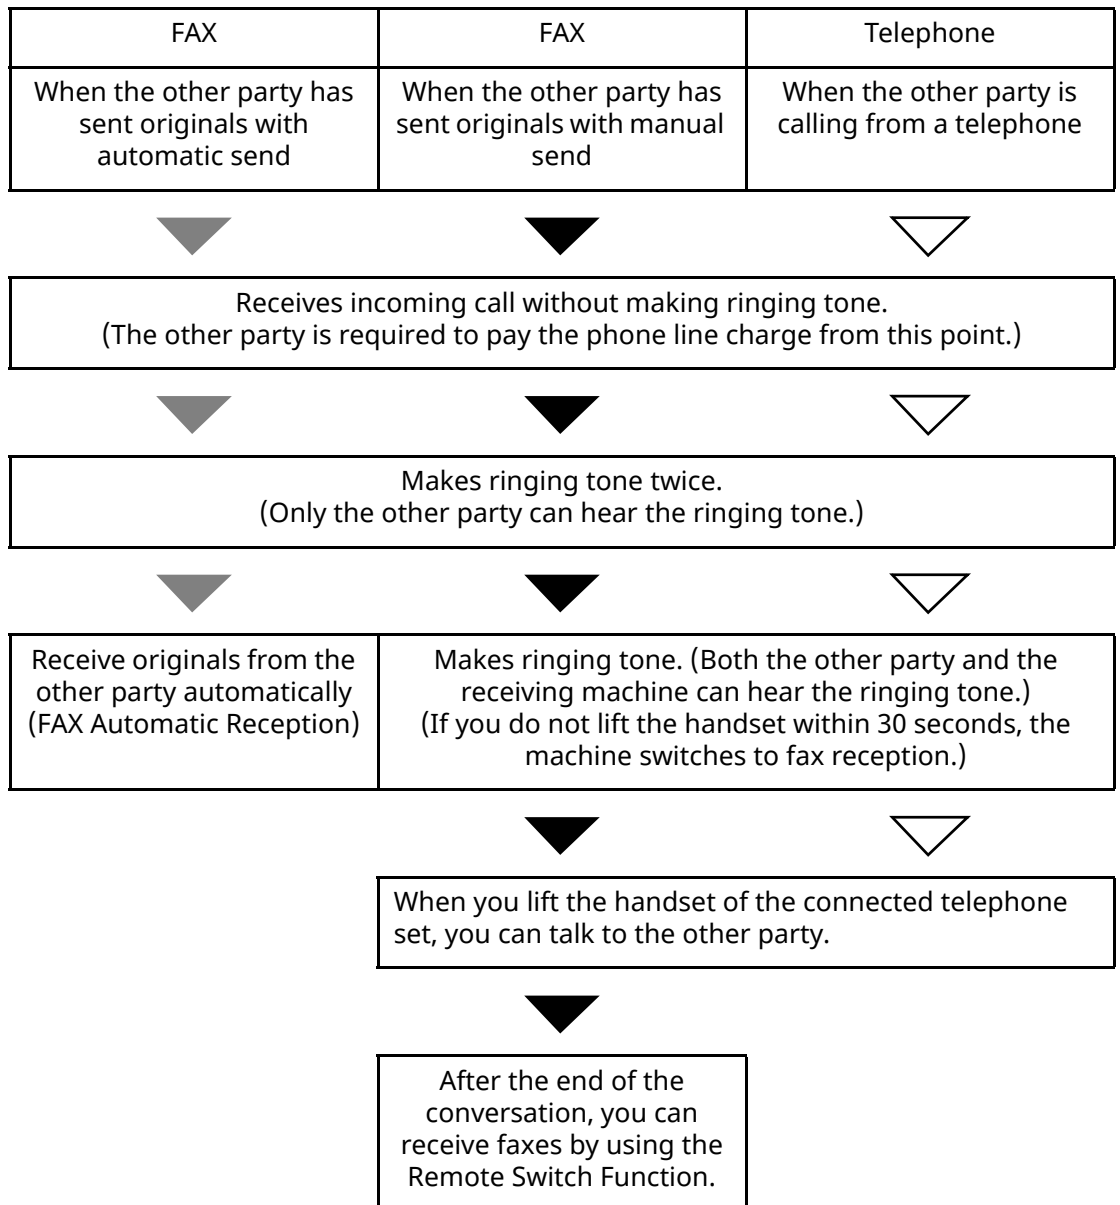 FAX
FAX
Telephone
When the other party has
sent originals with
automatic send
When the other party has
sent originals with manual
send
When the other party is
calling from a telephone
Receives incoming call without making ringing tone.
(The other party is required to pay the phone line charge from this point.)
Makes ringing tone twice.
(Only the other party can hear the ringing tone.)
Receive originals from the
other party automatically
(FAX Automatic Reception)
Makes ringing tone. (Both the other party and the
receiving machine can hear the ringing tone.)
(If you do not lift the handset within 30 seconds, the
machine switches to fax reception.)
When you lift the handset of the connected telephone
set, you can talk to the other party.
After the end of the
conversation, you can
receive faxes by using the
Remote Switch Function.